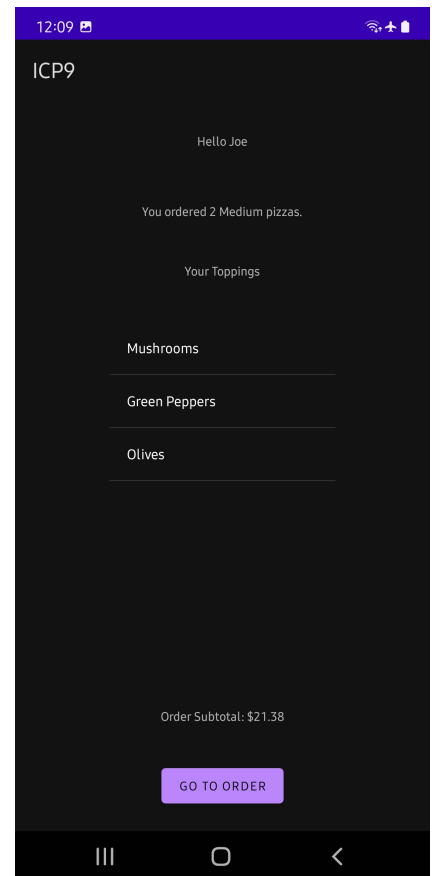 12:09
ICP9
Hello Joe
You ordered 2 Medium pizzas.
Your Toppings
Mushrooms
Green Peppers
Olives
Order Subtotal: $21.38
GO TO ORDER